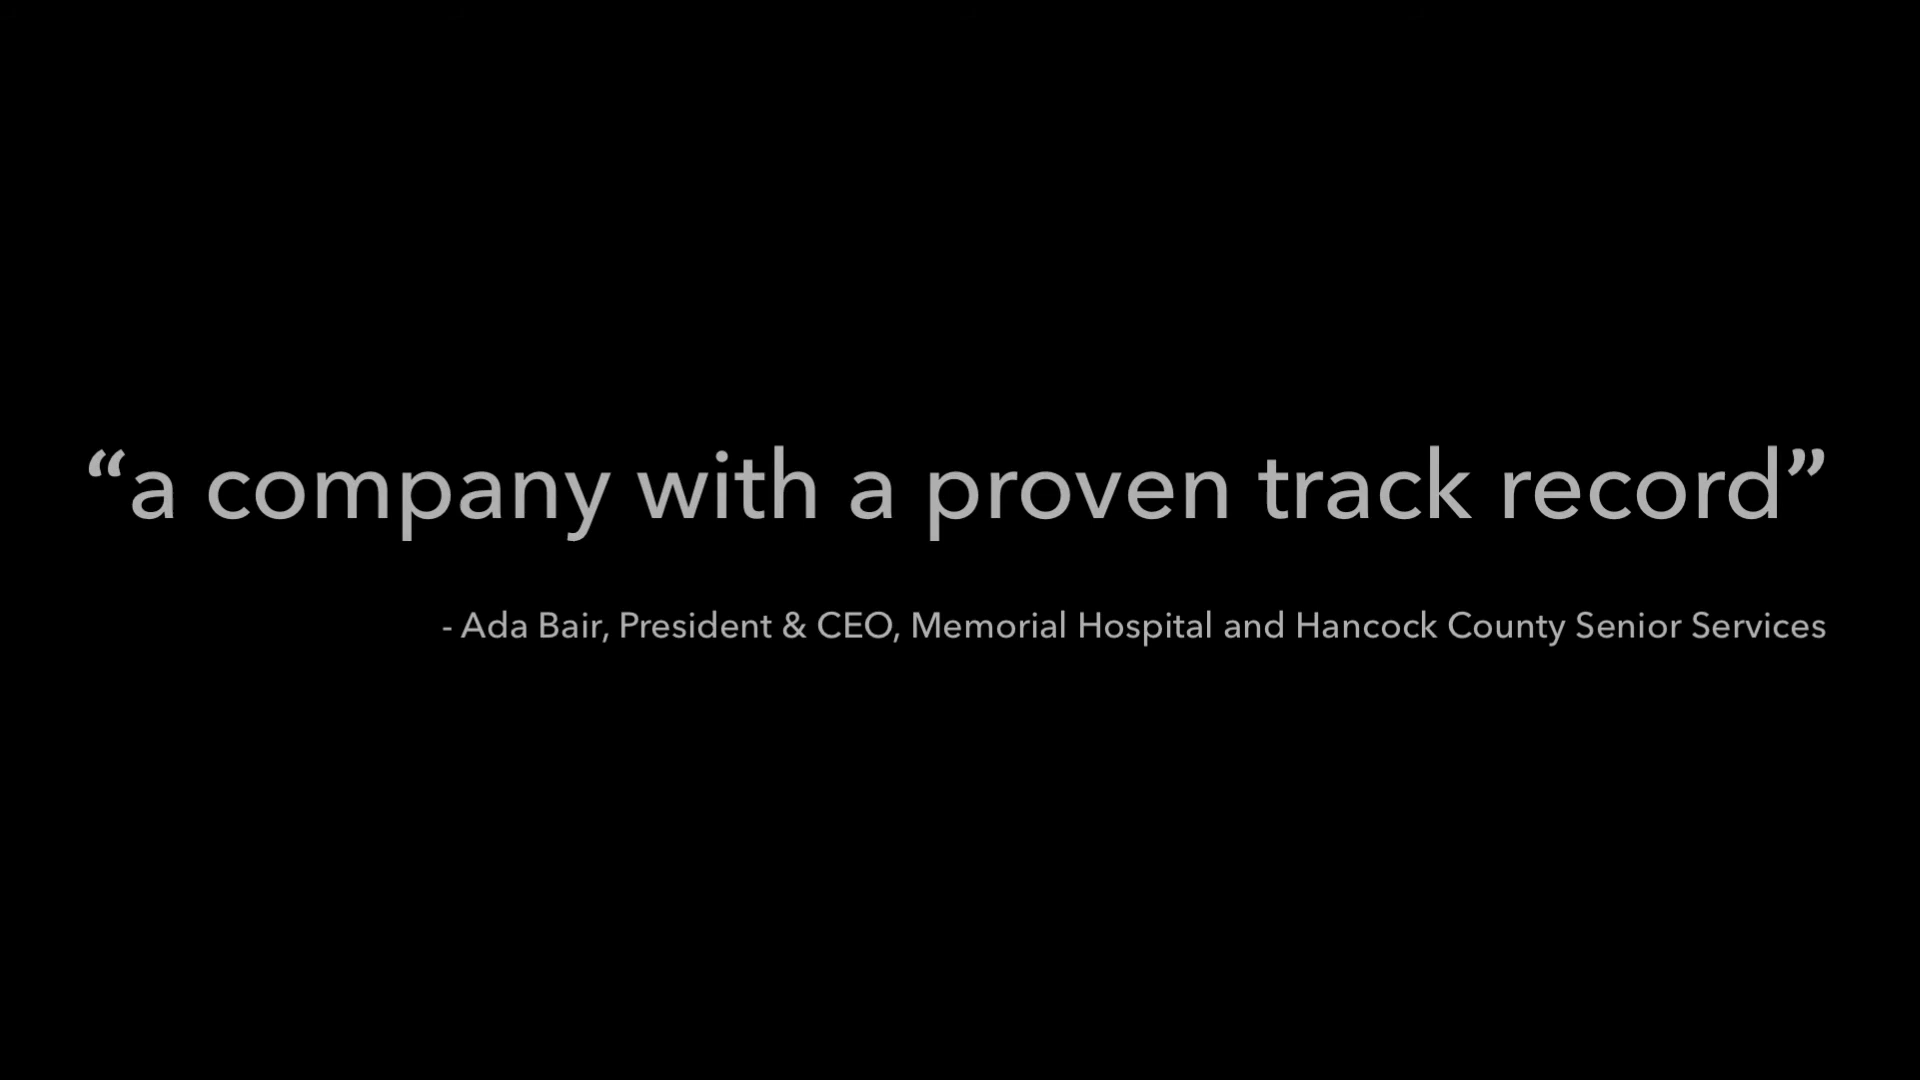 “a company with a proven track record”
- Ada Bair, President & CEO, Memorial Hospital and Hancock County Senior Services